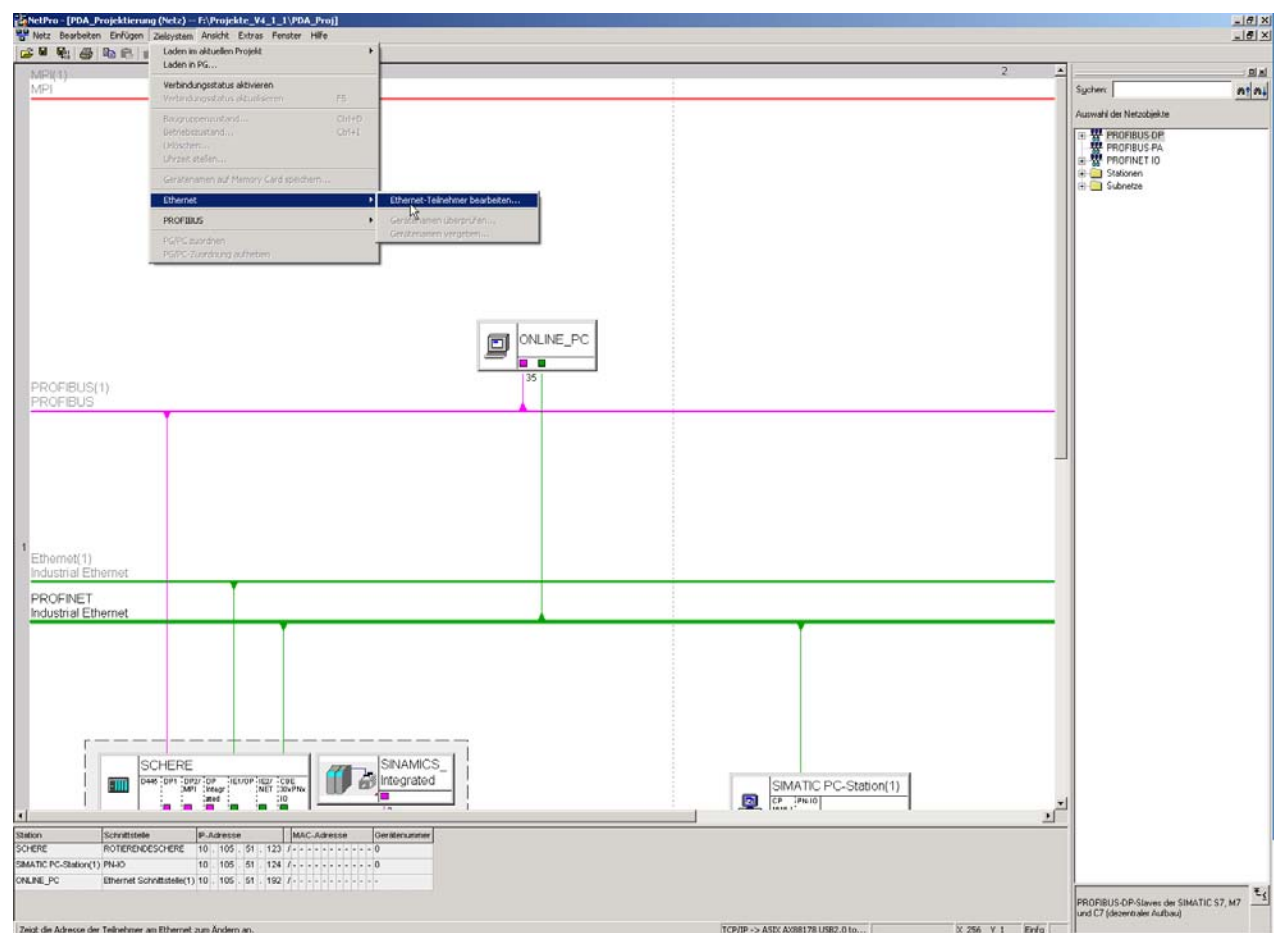 NetPro - [PDA_Projektierung (Netz) -- F:\Projekte_V4_1_1\PDA_Proj]
Netz Bearbeiten Einfügen Zielsystem Ansicht Extras Fenster Hilfe
Laden im aktuellen Projekt
Laden in PG...
Verbindungsstatus aktivieren
Verbindungsstatus aktualisieren F5
Baugruppenzustand... Ctrl+D
Betriebszustand... Ctrl+I
Urlöschen...
Uhrzeit stellen...
Gerätenamen auf Memory Card speichern...
Ethernet
PROFIBUS
PG/PC zuordnen
PG/PC-Zuordnung aufheben
Ethernet-Teilnehmer bearbeiten...
Gerätenamen überprüfen...
Gerätenamen vergeben...
2
MPI(1)
MPI
ONLINE_PC
35
PROFIBUS(1)
PROFIBUS
1
Ethernet(1)
Industrial Ethernet
PROFINET
Industrial Ethernet
SCHERE
SINAMICS_
Integrated
SIMATIC PC-Station(1)
Suchen:
Auswahl der Netzobjekte
PROFIBUS-DP
PROFIBUS-PA
PROFINET IO
Stationen
Subnetze
Station Schnittstelle IP-Adresse MAC-Adresse Gerätenummer
SCHERE ROTIERENDESCHERE 10 . 105 . 51 . 123 / - - - - - - - - - - - 0
SIMATIC PC-Station(1) PN-IO 10 . 105 . 51 . 124 / - - - - - - - - - - - 0
ONLINE_PC Ethernet Schnittstelle(1) 10 . 105 . 51 . 192 / - - - - - - - - - - - -
PROFIBUS-DP-Slaves der SIMATIC S7, M7
und C7 (dezentraler Aufbau)
Zeigt die Adresse der Teilnehmer am Ethernet zum Ändern an.
TCP/IP -> ASIX AX88178 USB2.0 to...
X 256 Y 1 Einfg